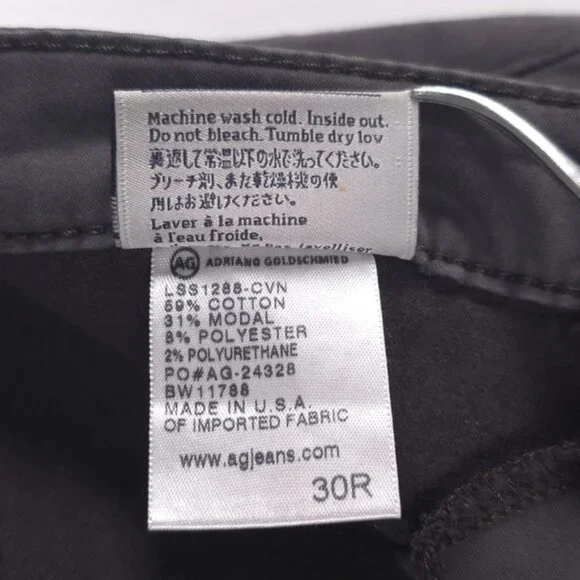 Machine wash cold. Inside out.
Do not bleach. Tumble dry low
裏返して常温以下の水で洗ってください。
ブリーチ剤、また乾燥機の使
用はお避けください。
Laver à la machine
à l'eau froide,
javelliser
AG ADRIANO GOLDSCHMIED
LSS1288-CVN
59% COTTON
31% MODAL
8% POLYESTER
2% POLYURETHANE
PO#AG-24328
BW11788
MADE IN U.S.A.
OF IMPORTED FABRIC
www.agjeans.com
30R